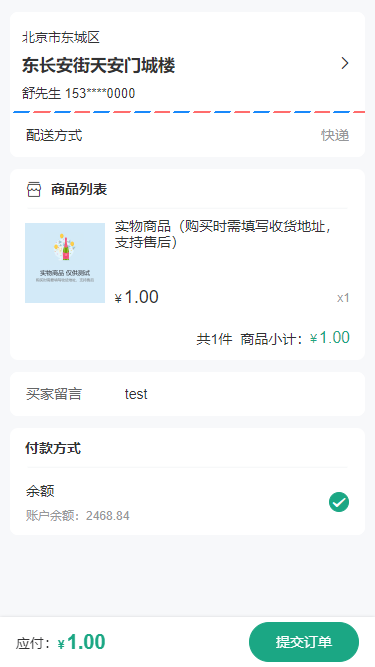 北京市东城区
东长安街天安门城楼
舒先生 153****0000
配送方式 快递
商品列表
实物商品（购买时需填写收货地址，
支持售后）
实物商品 仅供测试
¥1.00 x1
共1件 商品小计：¥1.00
买家留言 test
付款方式
余额
账户余额：2468.84
应付：¥1.00 提交订单